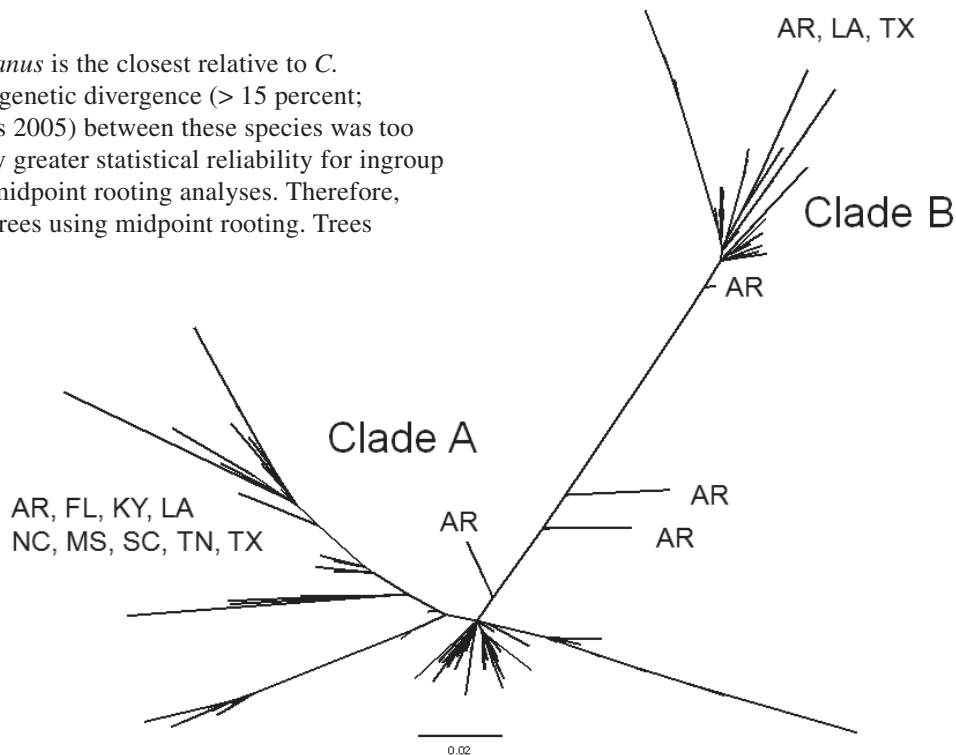 anus is the closest relative to C.
genetic divergence (> 15 percent;
s 2005) between these species was too
y greater statistical reliability for ingroup
midpoint rooting analyses. Therefore,
rees using midpoint rooting. Trees
AR, LA, TX
Clade B
AR
Clade A
AR, FL, KY, LA
NC, MS, SC, TN, TX
AR
AR
AR
0.02